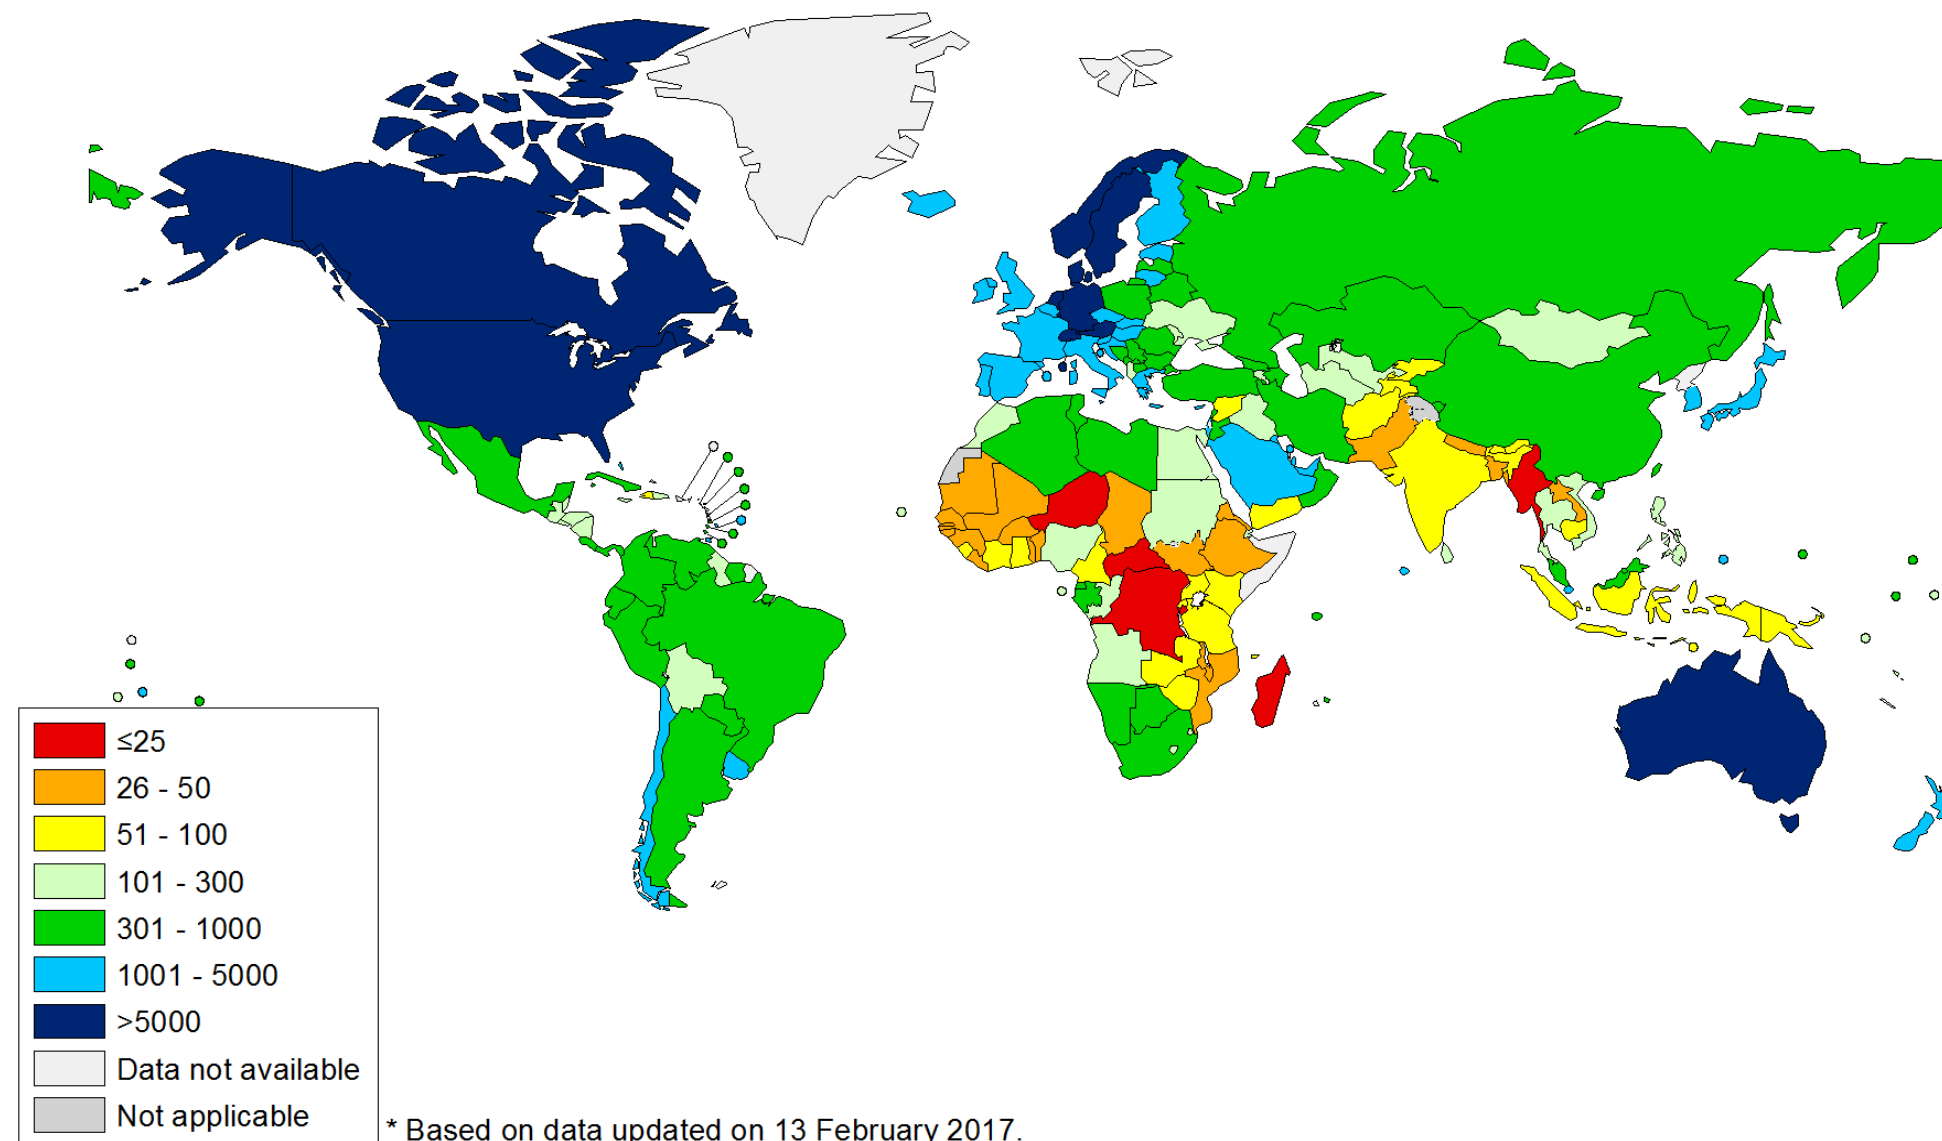 ≤25
26 - 50
51 - 100
101 - 300
301 - 1000
1001 - 5000
>5000
Data not available
Not applicable
* Based on data updated on 13 February 2017.